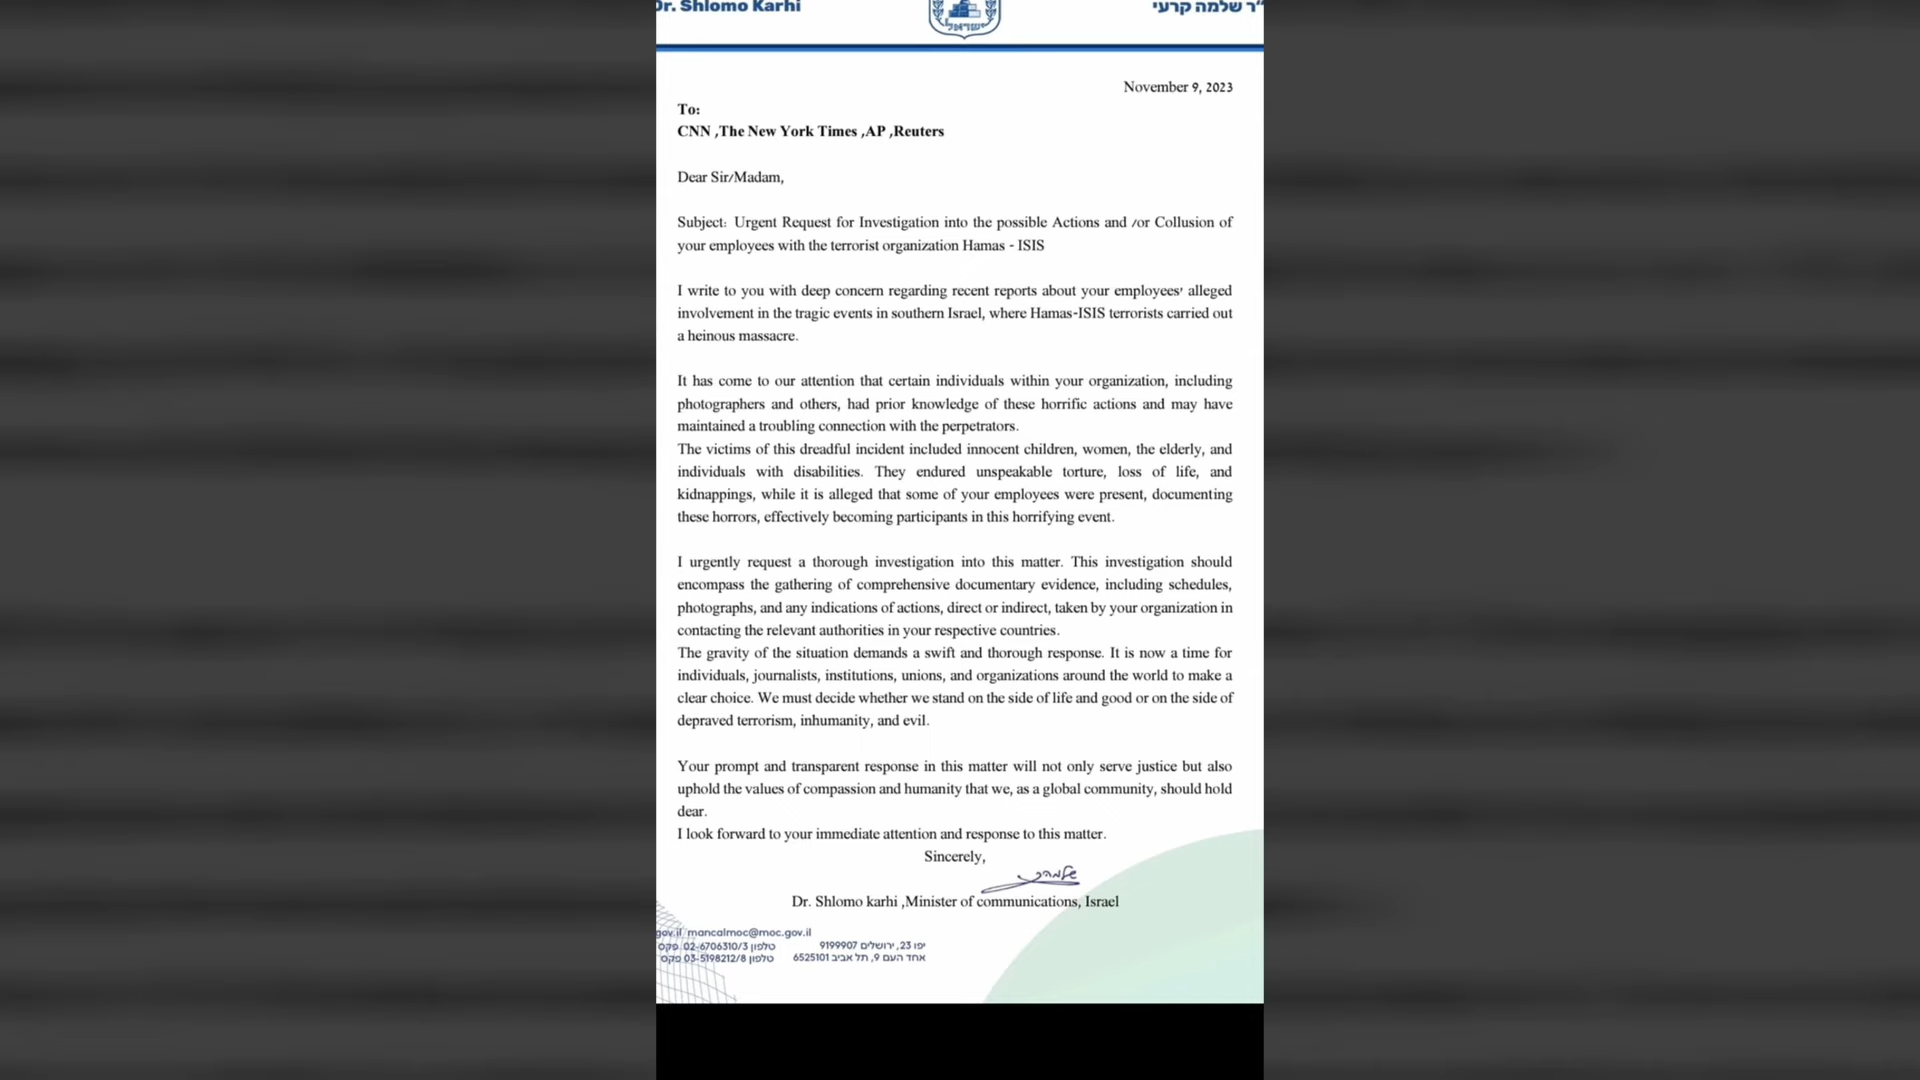 Dr. Shlomo Karhi
ד"ר שלמה קרעי
ישראל
November 9, 2023
To:
CNN ,The New York Times ,AP ,Reuters
Dear Sir/Madam,
Subject: Urgent Request for Investigation into the possible Actions and /or Collusion of
your employees with the terrorist organization Hamas - ISIS
I write to you with deep concern regarding recent reports about your employees' alleged
involvement in the tragic events in southern Israel, where Hamas-ISIS terrorists carried out
a heinous massacre.
It has come to our attention that certain individuals within your organization, including
photographers and others, had prior knowledge of these horrific actions and may have
maintained a troubling connection with the perpetrators.
The victims of this dreadful incident included innocent children, women, the elderly, and
individuals with disabilities. They endured unspeakable torture, loss of life, and
kidnappings, while it is alleged that some of your employees were present, documenting
these horrors, effectively becoming participants in this horrifying event.
I urgently request a thorough investigation into this matter. This investigation should
encompass the gathering of comprehensive documentary evidence, including schedules,
photographs, and any indications of actions, direct or indirect, taken by your organization in
contacting the relevant authorities in your respective countries.
The gravity of the situation demands a swift and thorough response. It is now a time for
individuals, journalists, institutions, unions, and organizations around the world to make a
clear choice. We must decide whether we stand on the side of life and good or on the side of
depraved terrorism, inhumanity, and evil.
Your prompt and transparent response in this matter will not only serve justice but also
uphold the values of compassion and humanity that we, as a global community, should hold
dear.
I look forward to your immediate attention and response to this matter.
Sincerely,
Dr. Shlomo karhi ,Minister of communications, Israel
gov.il mancalmoc@moc.gov.il
יפו 23, ירושלים 9199907 טלפון 02-6706310/3 פקס
אחד העם 9, תל אביב 6525101 טלפון 03-5198212/8 פקס